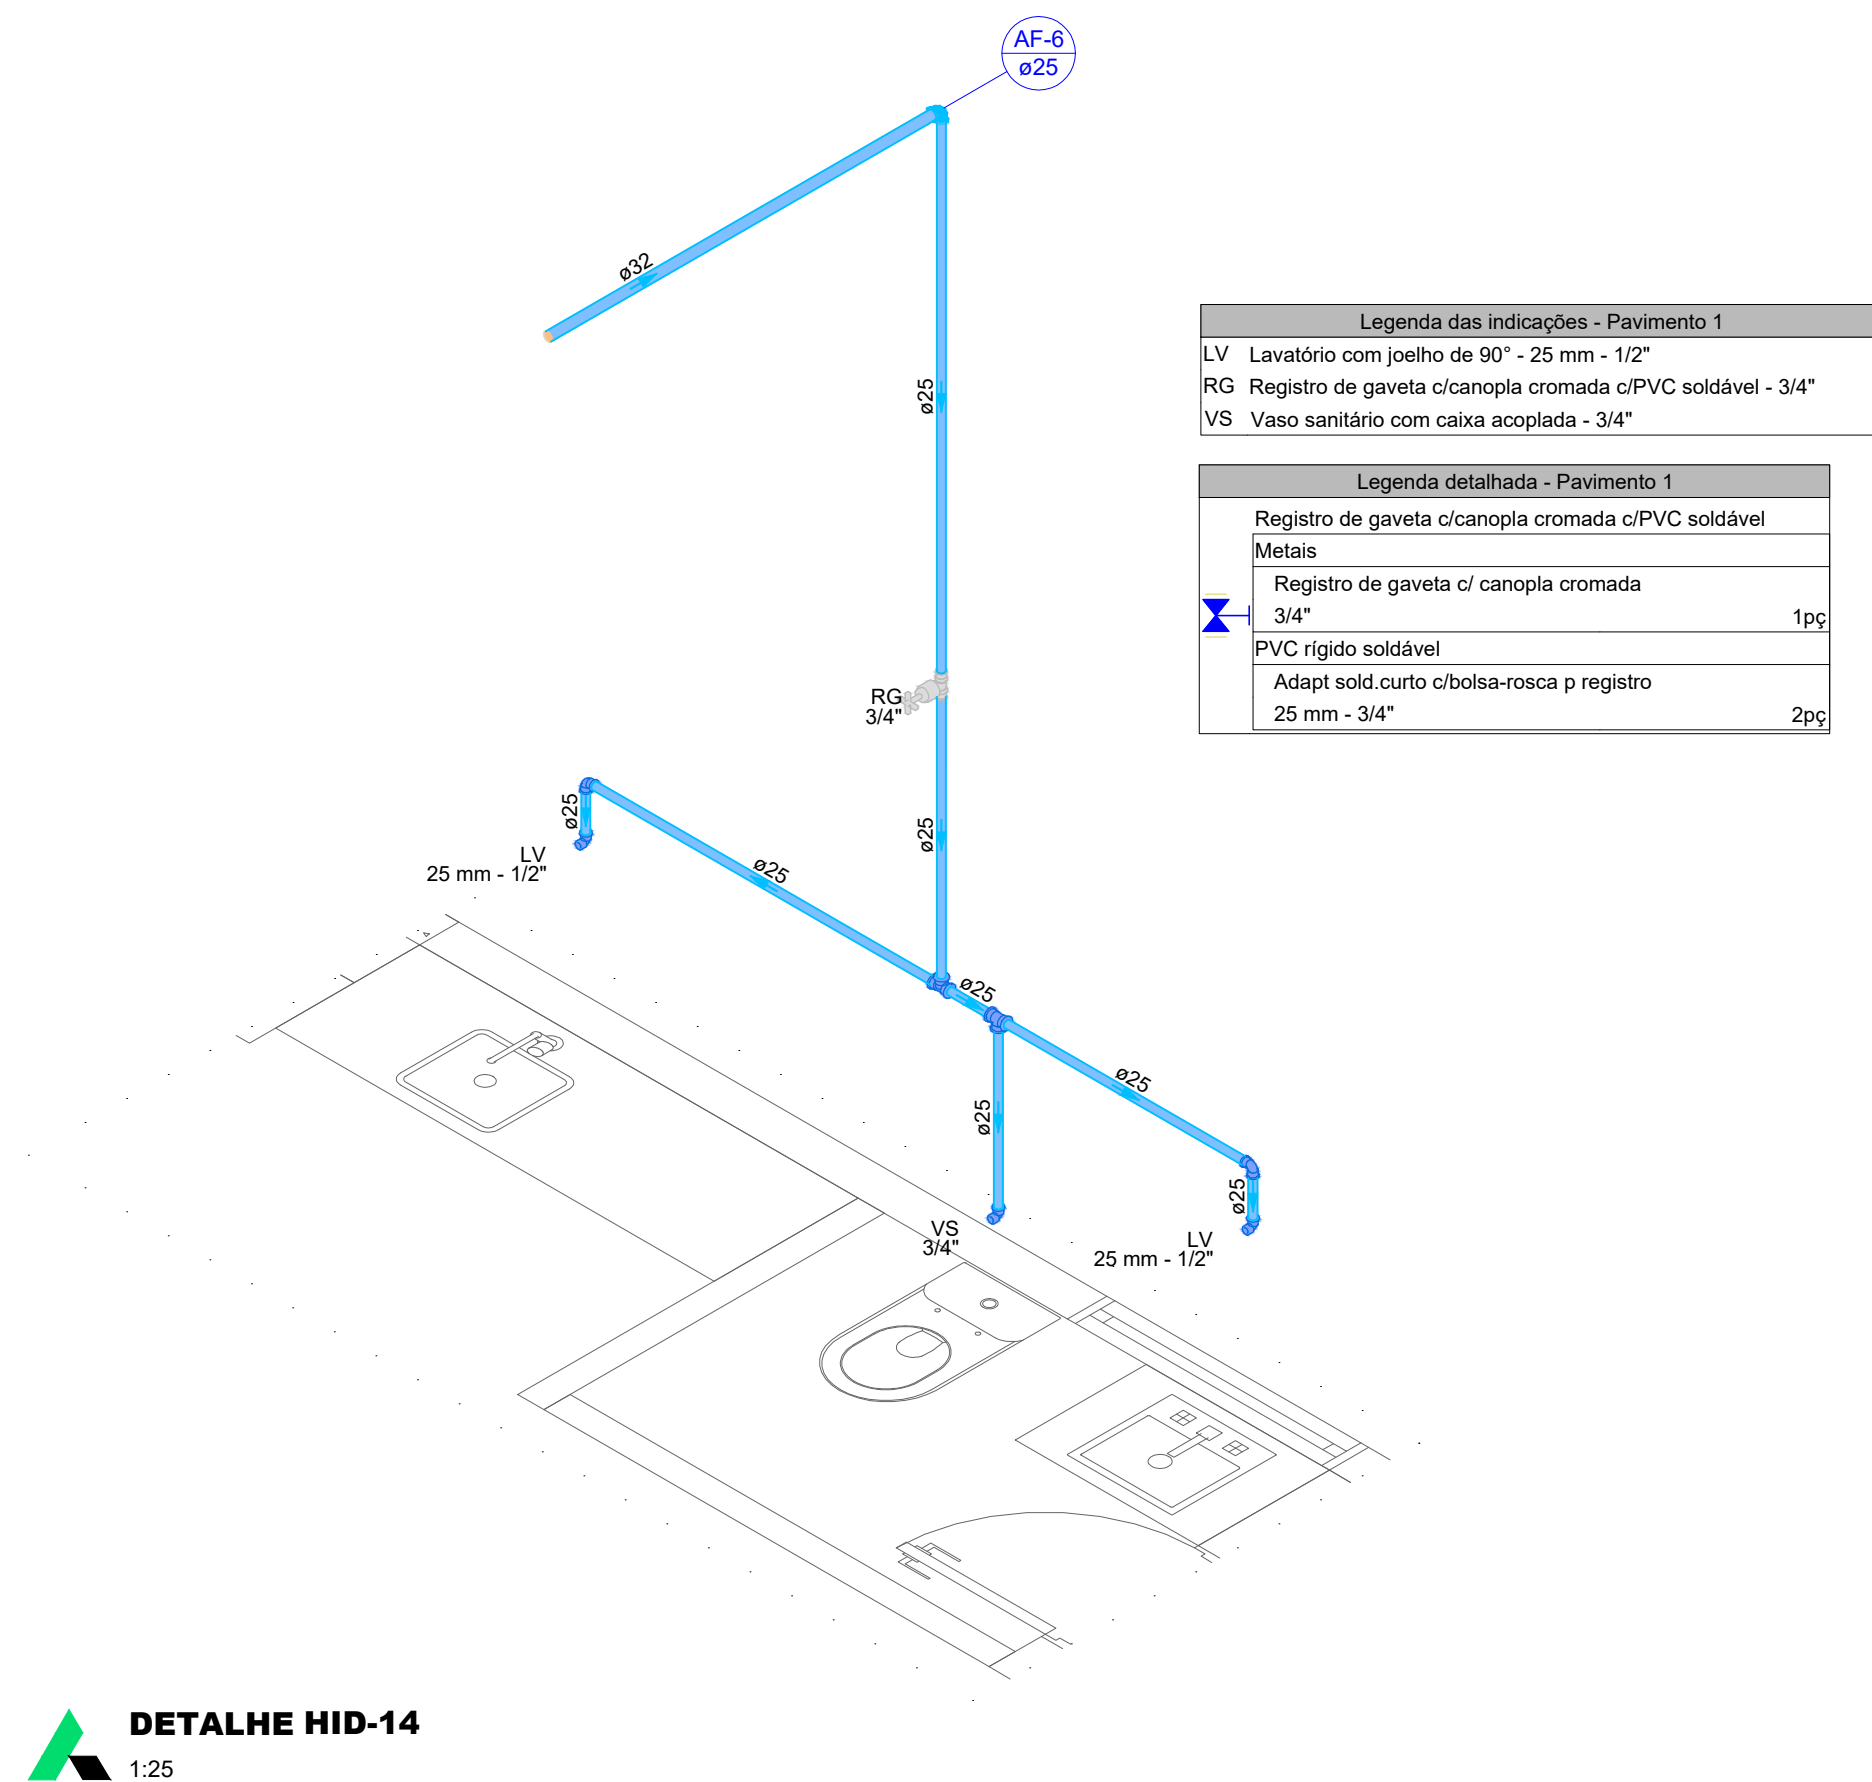 AF-6
ø25
ø32
ø25
Legenda das indicações - Pavimento 1
LV Lavatório com joelho de 90° - 25 mm - 1/2"
RG Registro de gaveta c/canopla cromada c/PVC soldável - 3/4"
VS Vaso sanitário com caixa acoplada - 3/4"
Legenda detalhada - Pavimento 1
Registro de gaveta c/canopla cromada c/PVC soldável
Metais
Registro de gaveta c/ canopla cromada
3/4" 1pç
PVC rígido soldável
Adapt sold.curto c/bolsa-rosca p registro
25 mm - 3/4" 2pç
RG
3/4"
ø25
ø25
ø25
LV
25 mm - 1/2"
ø25
ø25
ø25
ø25
VS
3/4"
LV
25 mm - 1/2"
DETALHE HID-14
1:25